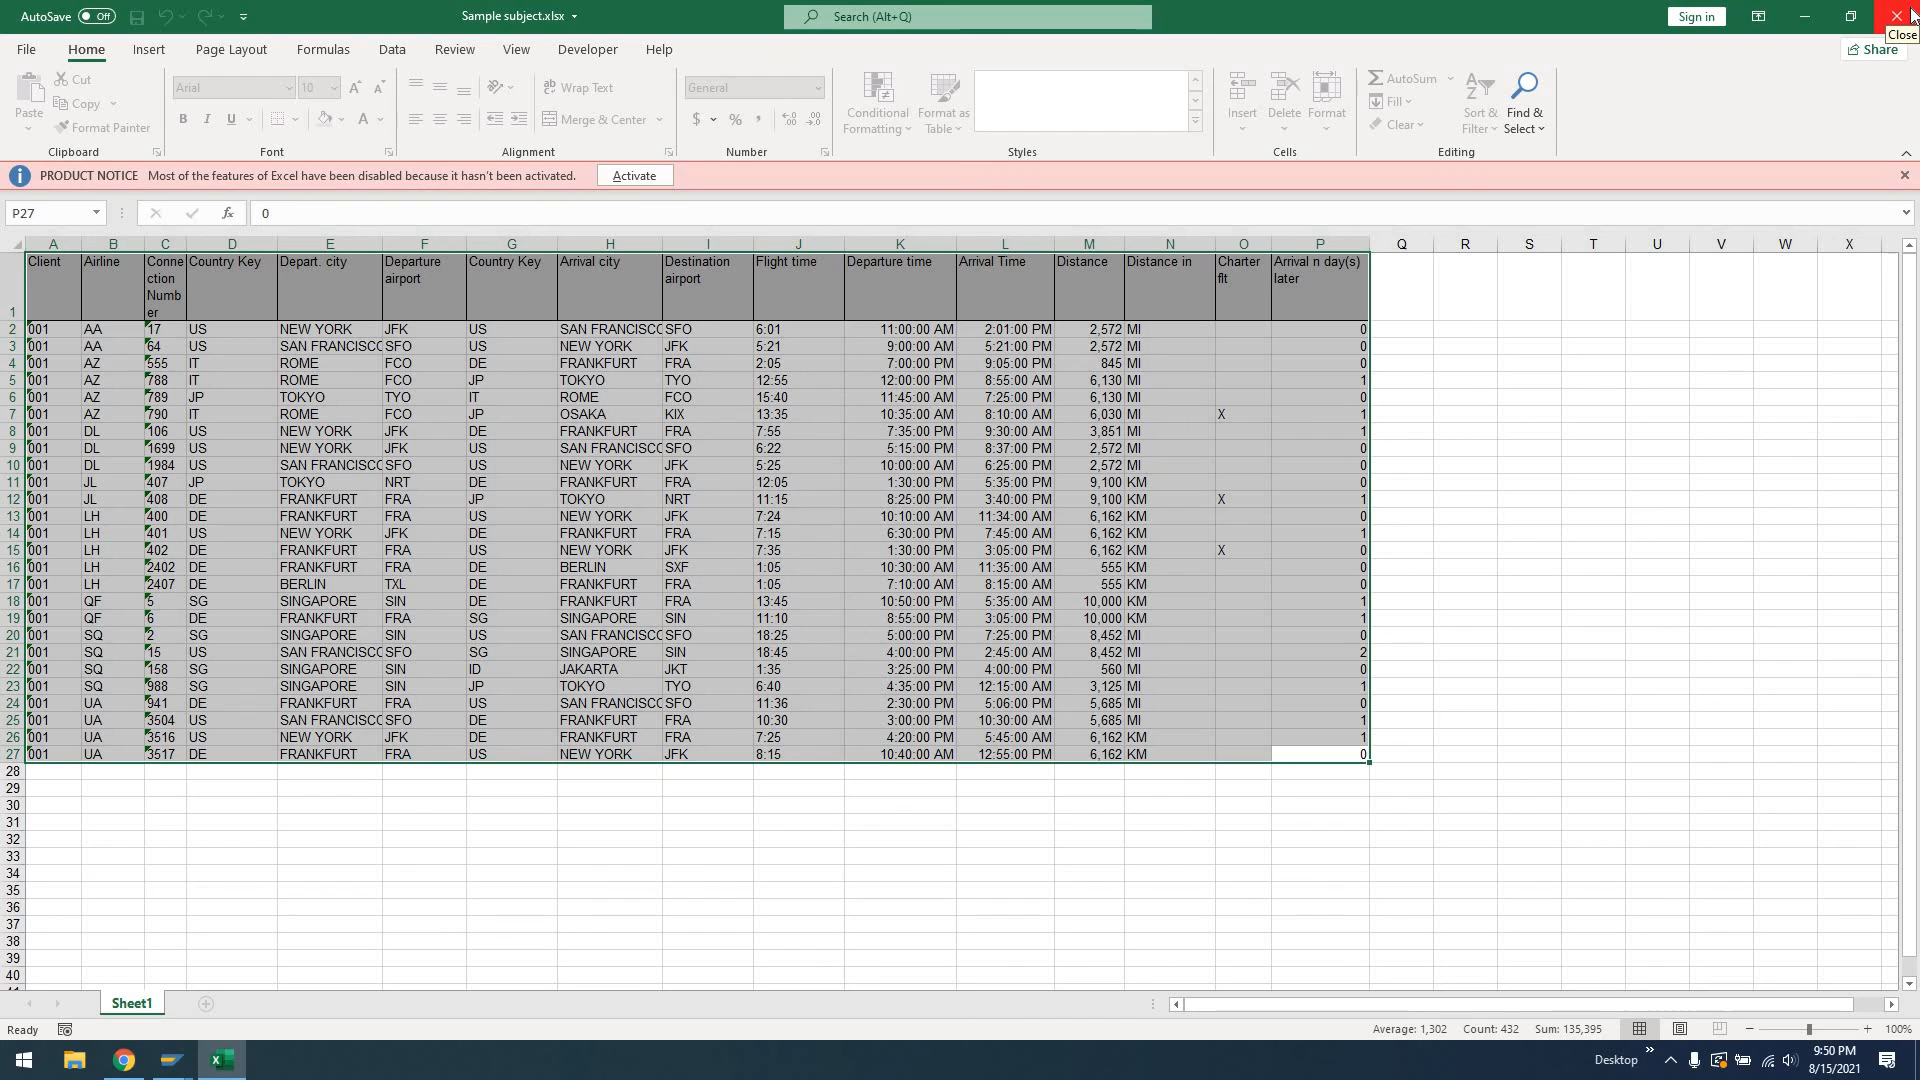 AutoSave Off Sample subject.xlsx Search (Alt+Q) Sign in
Close
File Home Insert Page Layout Formulas Data Review View Developer Help Share
Paste Cut Copy Format Painter Clipboard
Arial 10 A A B I U A Font
ab Wrap Text Merge & Center Alignment
General $ % , Number
Conditional Formatting Format as Table Styles
Insert Delete Format Cells
AutoSum Fill Clear Sort & Filter Find & Select Editing
PRODUCT NOTICE Most of the features of Excel have been disabled because it hasn't been activated. Activate
P27 fx 0
A B C D E F G H I J K L M N O P Q R S T U V W X
1 Client Airline Connection Number Country Key Depart. city Departure airport Country Key Arrival city Destination airport Flight time Departure time Arrival Time Distance Distance in Charter flt Arrival n day(s) later
2 001 AA 17 US NEW YORK JFK US SAN FRANCISCO SFO 6:01 11:00:00 AM 2:01:00 PM 2,572 MI 0
3 001 AA 64 US SAN FRANCISCO SFO US NEW YORK JFK 5:21 9:00:00 AM 5:21:00 PM 2,572 MI 0
4 001 AZ 555 IT ROME FCO DE FRANKFURT FRA 2:05 7:00:00 PM 9:05:00 PM 845 MI 0
5 001 AZ 788 IT ROME FCO JP TOKYO TYO 12:55 12:00:00 PM 8:55:00 AM 6,130 MI 1
6 001 AZ 789 JP TOKYO TYO IT ROME FCO 15:40 11:45:00 AM 7:25:00 PM 6,130 MI 0
7 001 AZ 790 IT ROME FCO JP OSAKA KIX 13:35 10:35:00 AM 8:10:00 AM 6,030 MI X 1
8 001 DL 106 US NEW YORK JFK DE FRANKFURT FRA 7:55 7:35:00 PM 9:30:00 AM 3,851 MI 1
9 001 DL 1699 US NEW YORK JFK US SAN FRANCISCO SFO 6:22 5:15:00 PM 8:37:00 PM 2,572 MI 0
10 001 DL 1984 US SAN FRANCISCO SFO US NEW YORK JFK 5:25 10:00:00 AM 6:25:00 PM 2,572 MI 0
11 001 JL 407 JP TOKYO NRT DE FRANKFURT FRA 12:05 1:30:00 PM 5:35:00 PM 9,100 KM 0
12 001 JL 408 DE FRANKFURT FRA JP TOKYO NRT 11:15 8:25:00 PM 3:40:00 PM 9,100 KM X 1
13 001 LH 400 DE FRANKFURT FRA US NEW YORK JFK 7:24 10:10:00 AM 11:34:00 AM 6,162 KM 0
14 001 LH 401 US NEW YORK JFK DE FRANKFURT FRA 7:15 6:30:00 PM 7:45:00 AM 6,162 KM 1
15 001 LH 402 DE FRANKFURT FRA US NEW YORK JFK 7:35 1:30:00 PM 3:05:00 PM 6,162 KM X 0
16 001 LH 2402 DE FRANKFURT FRA DE BERLIN SXF 1:05 10:30:00 AM 11:35:00 AM 555 KM 0
17 001 LH 2407 DE BERLIN TXL DE FRANKFURT FRA 1:05 7:10:00 AM 8:15:00 AM 555 KM 0
18 001 QF 5 SG SINGAPORE SIN DE FRANKFURT FRA 13:45 10:50:00 PM 5:35:00 AM 10,000 KM 1
19 001 QF 6 DE FRANKFURT FRA SG SINGAPORE SIN 11:10 8:55:00 PM 3:05:00 PM 10,000 KM 1
20 001 SQ 2 SG SINGAPORE SIN US SAN FRANCISCO SFO 18:25 5:00:00 PM 7:25:00 PM 8,452 MI 0
21 001 SQ 15 US SAN FRANCISCO SFO SG SINGAPORE SIN 18:45 4:00:00 PM 2:45:00 AM 8,452 MI 2
22 001 SQ 158 SG SINGAPORE SIN ID JAKARTA JKT 1:35 3:25:00 PM 4:00:00 PM 560 MI 0
23 001 SQ 988 SG SINGAPORE SIN JP TOKYO TYO 6:40 4:35:00 PM 12:15:00 AM 3,125 MI 1
24 001 UA 941 DE FRANKFURT FRA US SAN FRANCISCO SFO 11:36 2:30:00 PM 5:06:00 PM 5,685 MI 0
25 001 UA 3504 US SAN FRANCISCO SFO DE FRANKFURT FRA 10:30 3:00:00 PM 10:30:00 AM 5,685 MI 1
26 001 UA 3516 US NEW YORK JFK DE FRANKFURT FRA 7:25 4:20:00 PM 5:45:00 AM 6,162 KM 1
27 001 UA 3517 DE FRANKFURT FRA US NEW YORK JFK 8:15 10:40:00 AM 12:55:00 PM 6,162 KM 0
28
29
30
31
32
33
34
35
36
37
38
39
40
Sheet1
Ready Average: 1,302 Count: 432 Sum: 135,395 100%
Desktop 9:50 PM
8/15/2021